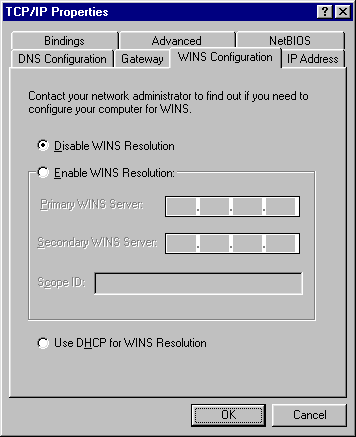 TCP/IP Properties
Bindings Advanced NetBIOS
DNS Configuration Gateway WINS Configuration IP Address
Contact your network administrator to find out if you need to
configure your computer for WINS.
Disable WINS Resolution
Enable WINS Resolution:
Primary WINS Server:
. . .
Secondary WINS Server:
. . .
Scope ID:
Use DHCP for WINS Resolution
OK Cancel